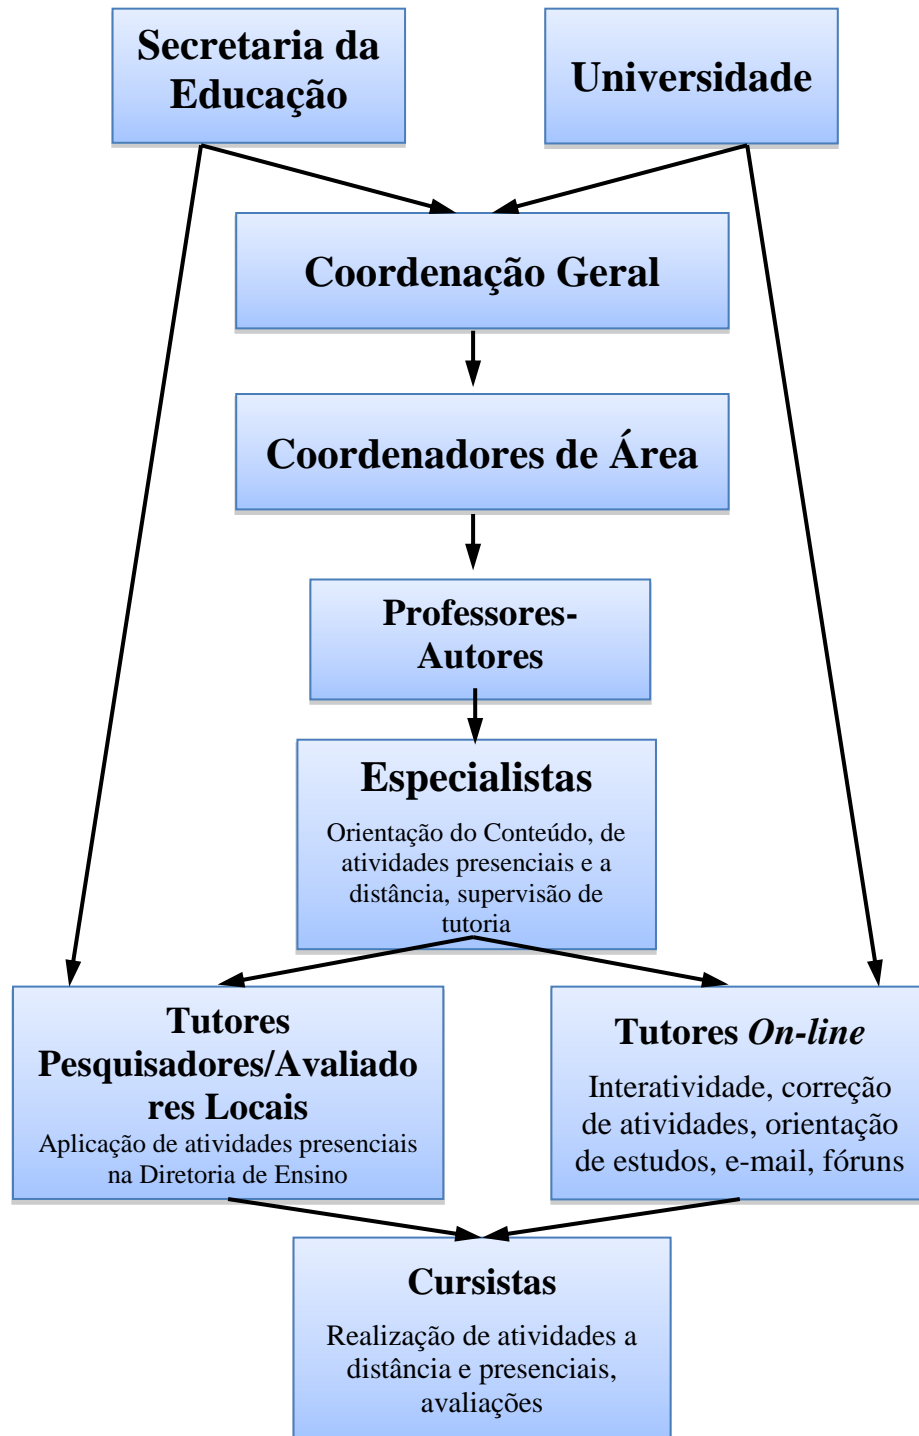 Secretaria da
Educação
Universidade
Coordenação Geral
Coordenadores de Área
Professores-
Autores
Especialistas
Orientação do Conteúdo, de
atividades presenciais e a
distância, supervisão de
tutoria
Tutores
Pesquisadores/Avaliado
res Locais
Aplicação de atividades presenciais
na Diretoria de Ensino
Tutores On-line
Interatividade, correção
de atividades, orientação
de estudos, e-mail, fóruns
Cursistas
Realização de atividades a
distância e presenciais,
avaliações